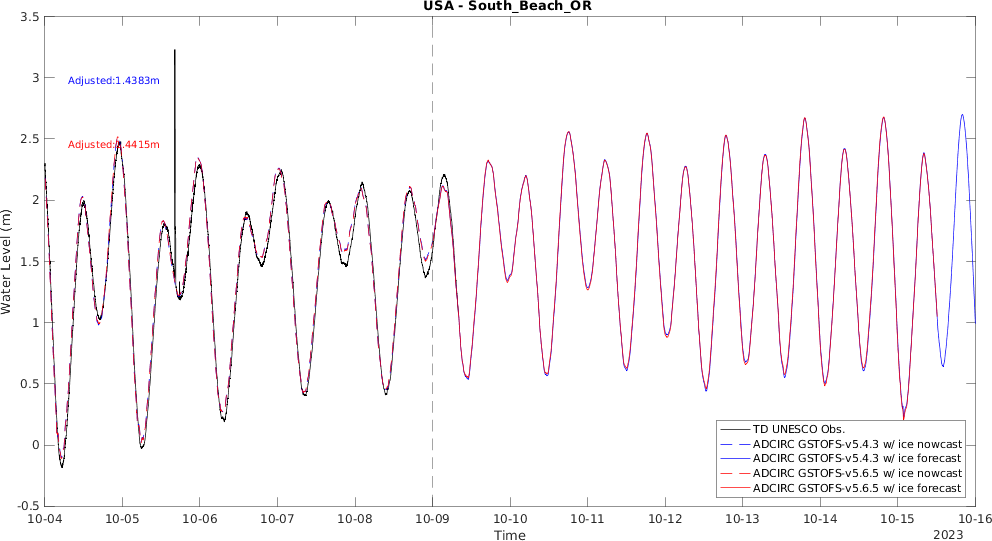 USA - South_Beach_OR
3.5
3
2.5
2
1.5
1
0.5
0
-0.5
Water Level (m)
Adjusted:1.4383m
Adjusted:1.4415m
TD UNESCO Obs.
ADCIRC GSTOFS-v5.4.3 w/ ice nowcast
ADCIRC GSTOFS-v5.4.3 w/ ice forecast
ADCIRC GSTOFS-v5.6.5 w/ ice nowcast
ADCIRC GSTOFS-v5.6.5 w/ ice forecast
10-04 10-05 10-06 10-07 10-08 10-09 10-10 10-11 10-12 10-13 10-14 10-15 10-16
Time
2023